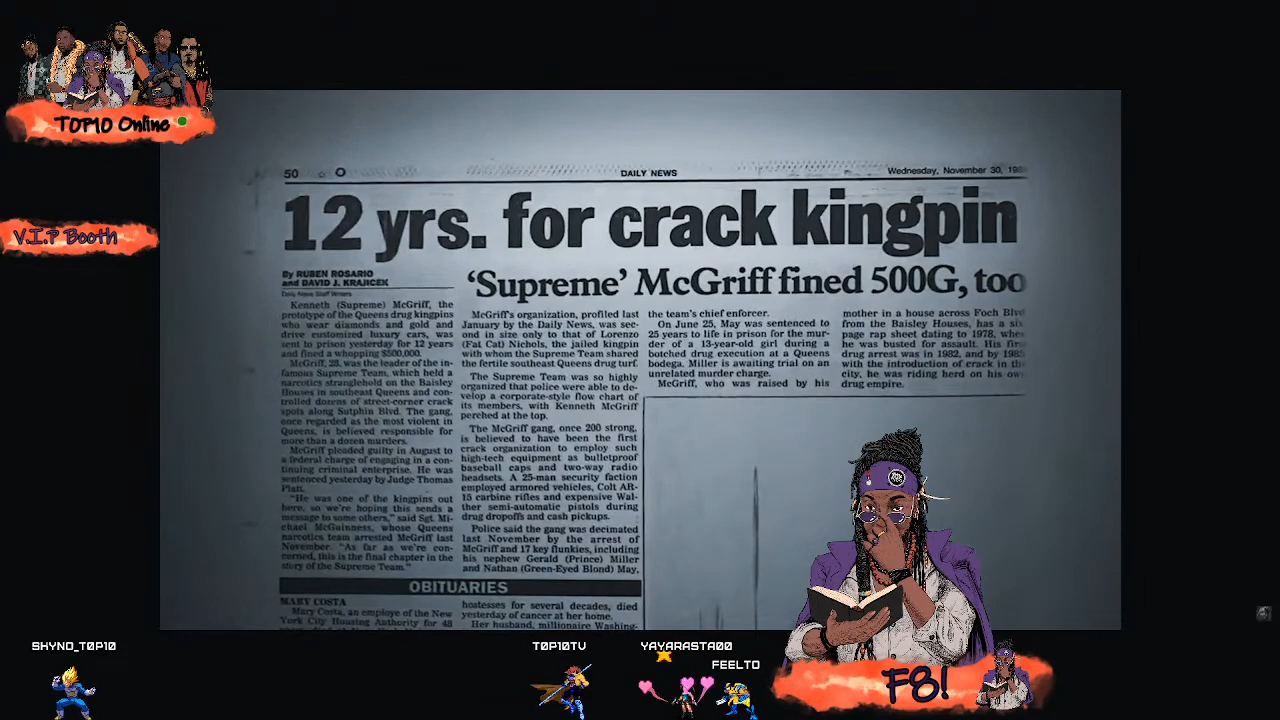 TOP10 Online
V.I.P Booth
50
DAILY NEWS
Wednesday, November 30, 198
12 yrs. for crack kingpin
By RUBEN ROSARIO
and DAVID J. KRAJICEK
Daily News Staff Writers
'Supreme' McGriff fined 500G, too
Kenneth (Supreme) McGriff, the
prototype of the Queens drug kingpins
who wear diamonds and gold and
drive customized luxury cars, was
sent to prison yesterday for 12 years
and fined a whopping $500,000.
McGriff, 28, was the leader of the in-
famous Supreme Team, which held a
narcotics stranglehold on the Baisley
Houses in southeast Queens and con-
trolled dozens of street-corner crack
spots along Sutphin Blvd. The gang,
once regarded as the most violent in
Queens, is believed responsible for
more than a dozen murders.
McGriff pleaded guilty in August to
a federal charge of engaging in a con-
tinuing criminal enterprise. He was
sentenced yesterday by Judge Thomas
Platt.
"He was one of the kingpins out
here, so we're hoping this sends a
message to some others," said Sgt. Mi-
chael McGuinness, whose Queens
narcotics team arrested McGriff last
November. "As far as we're con-
cerned, this is the final chapter in the
story of the Supreme Team."
McGriff's organization, profiled last
January by the Daily News, was sec-
ond in size only to that of Lorenzo
(Fat Cat) Nichols, the jailed kingpin
with whom the Supreme Team shared
the fertile southeast Queens drug turf.
The Supreme Team was so highly
organized that police were able to de-
velop a corporate-style flow chart of
its members, with Kenneth McGriff
perched at the top.
The McGriff gang, once 200 strong,
is believed to have been the first
crack organization to employ such
high-tech equipment as bulletproof
baseball caps and two-way radio
headsets. A 25-man security faction
employed armored vehicles, Colt AR-
15 carbine rifles and expensive Wal-
ther semi-automatic pistols during
drug dropoffs and cash pickups.
Police said the gang was decimated
last November by the arrest of
McGriff and 17 key flunkies, including
his nephew Gerald (Prince) Miller
and Nathan (Green-Eyed Blond) May,
the team's chief enforcer.
On June 25, May was sentenced to
25 years to life in prison for the mur-
der of a 13-year-old girl during a
botched drug execution at a Queens
bodega. Miller is awaiting trial on an
unrelated murder charge.
McGriff, who was raised by his
mother in a house across Foch Blvd
from the Baisley Houses, has a six
page rap sheet dating to 1978, when
he was busted for assault. His firs
drug arrest was in 1982, and by 1985
with the introduction of crack in the
city, he was riding herd on his own
drug empire.
OBITUARIES
MARY COSTA
Mary Costa, an employe of the New
York City Housing Authority for 48
hostesses for several decades, died
yesterday of cancer at her home.
Her husband, millionaire Washing-
SHYNO_T0P10
T0P10TV
YAYARASTA00
FEELTO
F8!